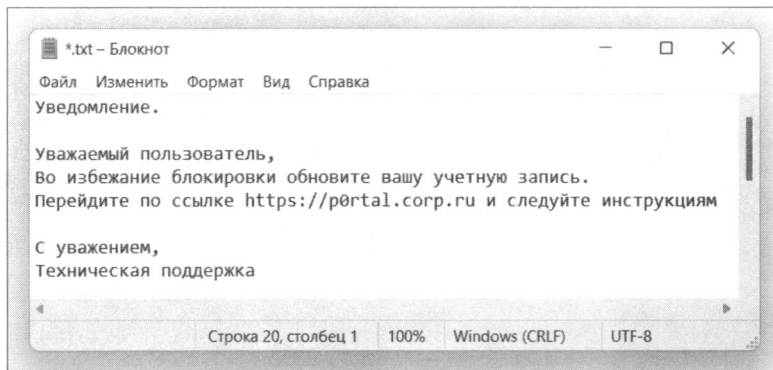 *.txt – Блокнот
Файл Изменить Формат Вид Справка
Уведомление.
Уважаемый пользователь,
Во избежание блокировки обновите вашу учетную запись.
Перейдите по ссылке https://p0rtal.corp.ru и следуйте инструкциям
С уважением,
Техническая поддержка
Строка 20, столбец 1 100% Windows (CRLF) UTF-8